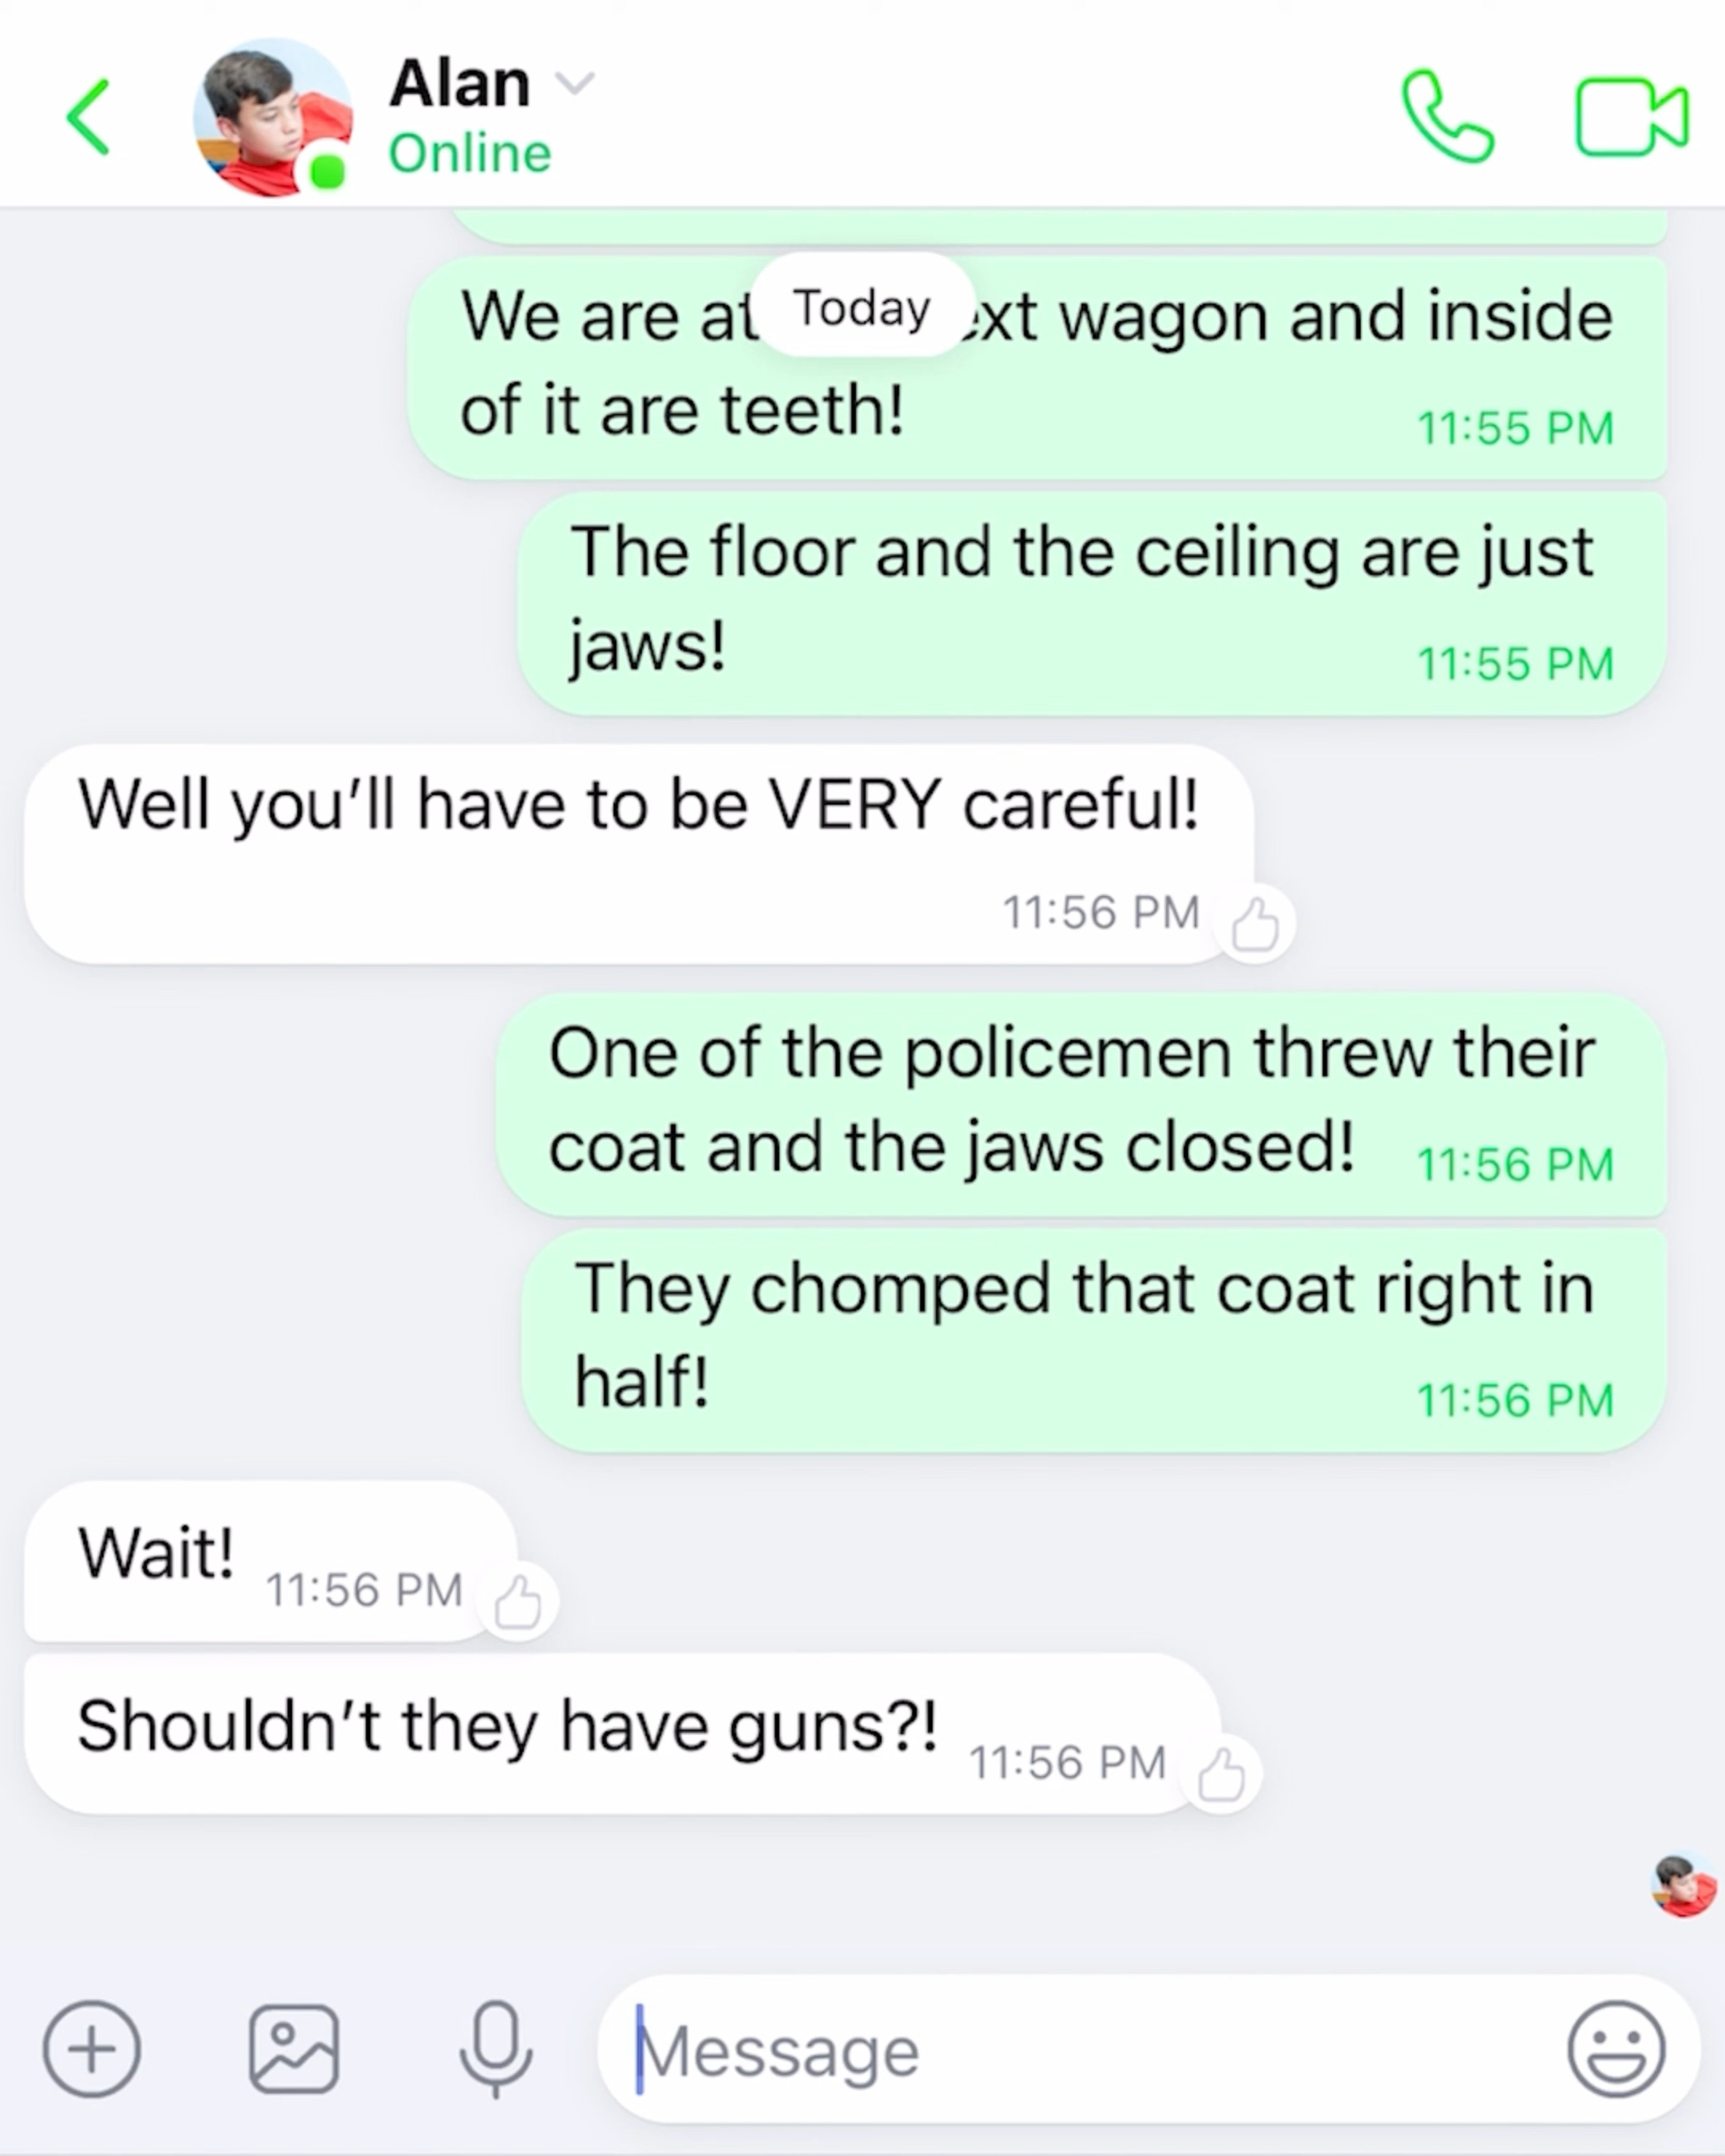 Alan
Online
Today
We are at ext wagon and inside
of it are teeth!
11:55 PM
The floor and the ceiling are just
jaws!
11:55 PM
Well you’ll have to be VERY careful!
11:56 PM
One of the policemen threw their
coat and the jaws closed! 11:56 PM
They chomped that coat right in
half!
11:56 PM
Wait! 11:56 PM
Shouldn’t they have guns?! 11:56 PM
Message